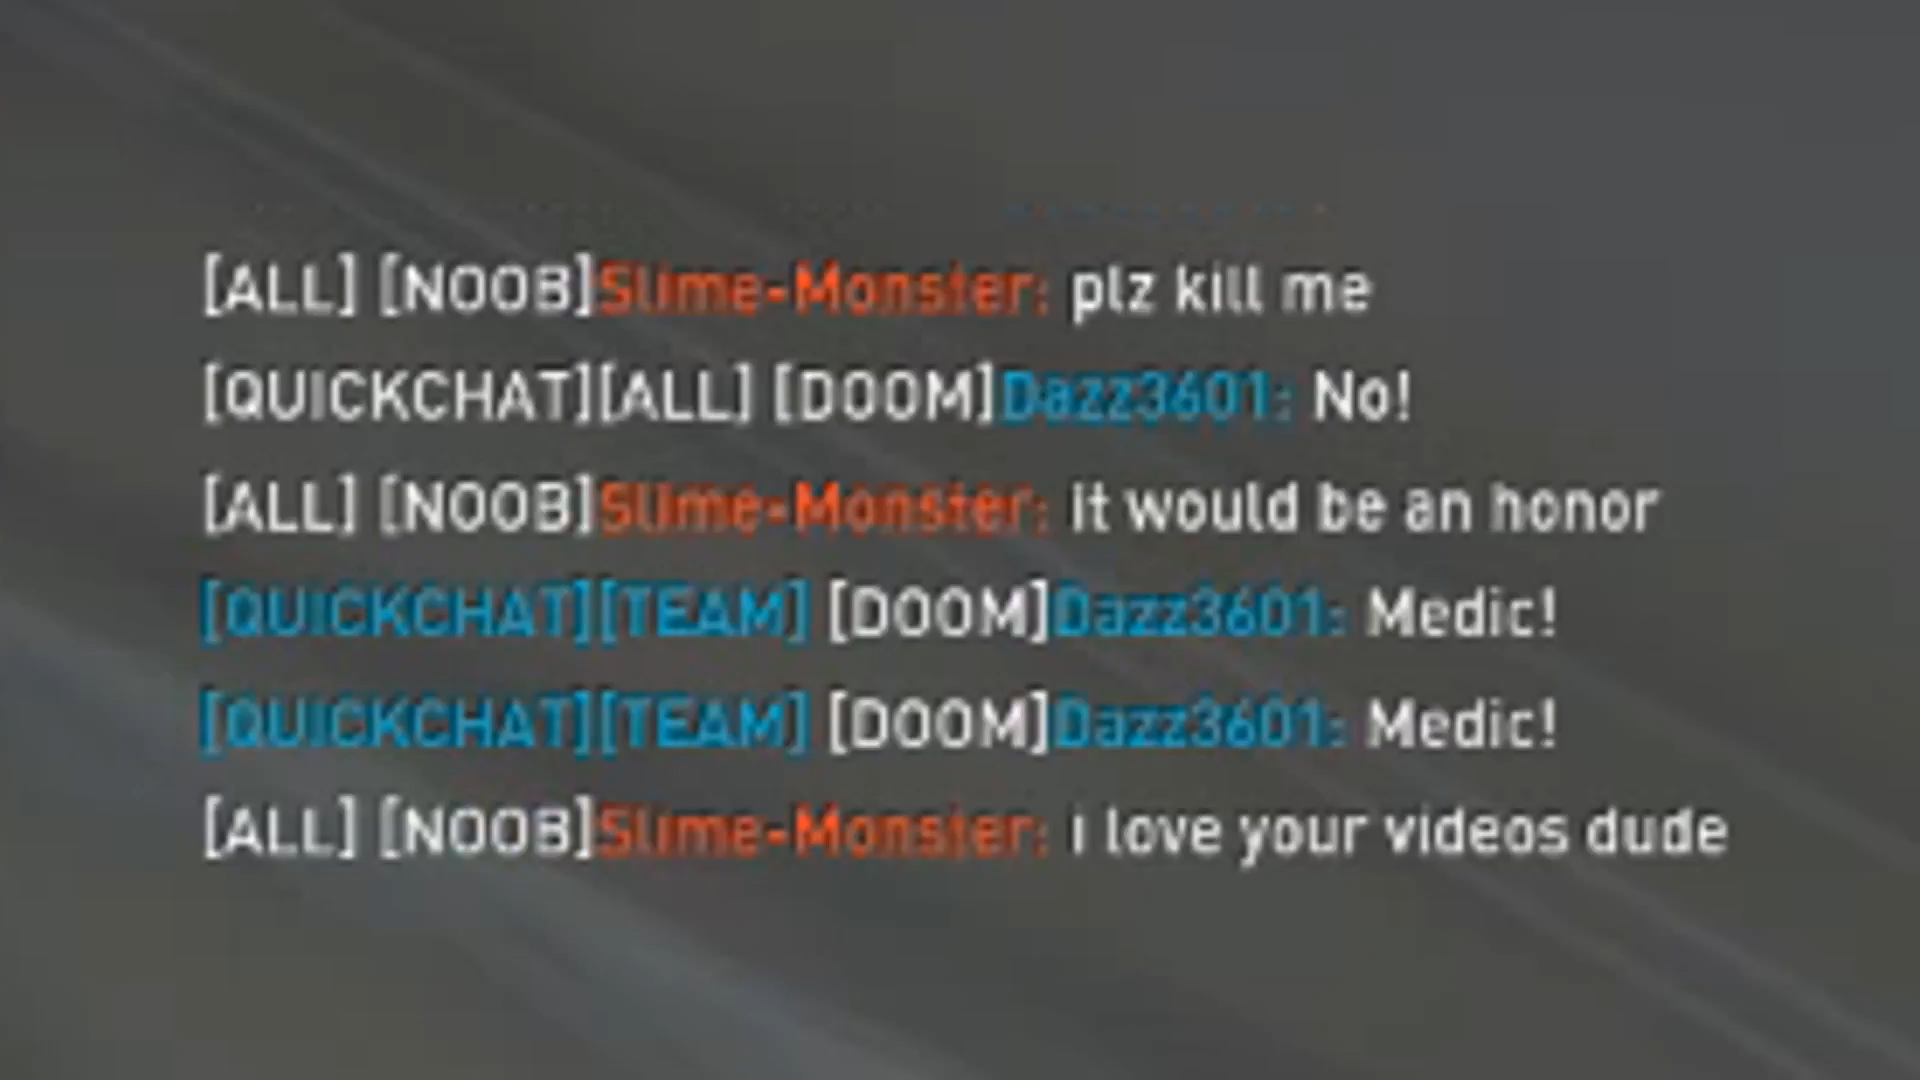 [ALL] [NOOB]Slime-Monster: plz kill me
[QUICKCHAT][ALL] [DOOM]Dazz3601: No!
[ALL] [NOOB]Slime-Monster: it would be an honor
[QUICKCHAT][TEAM] [DOOM]Dazz3601: Medic!
[QUICKCHAT][TEAM] [DOOM]Dazz3601: Medic!
[ALL] [NOOB]Slime-Monster: i love your videos dude